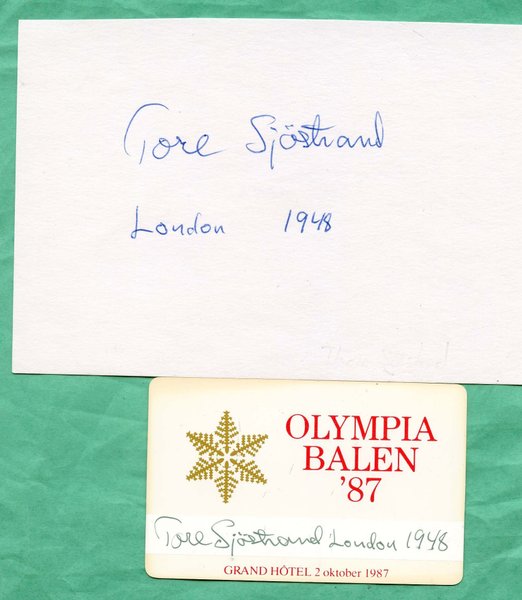 Tore Sjöstrand
London 1948
OLYMPIA
BALEN
'87
Tore Sjöstrand London 1948
GRAND HÔTEL 2 oktober 1987